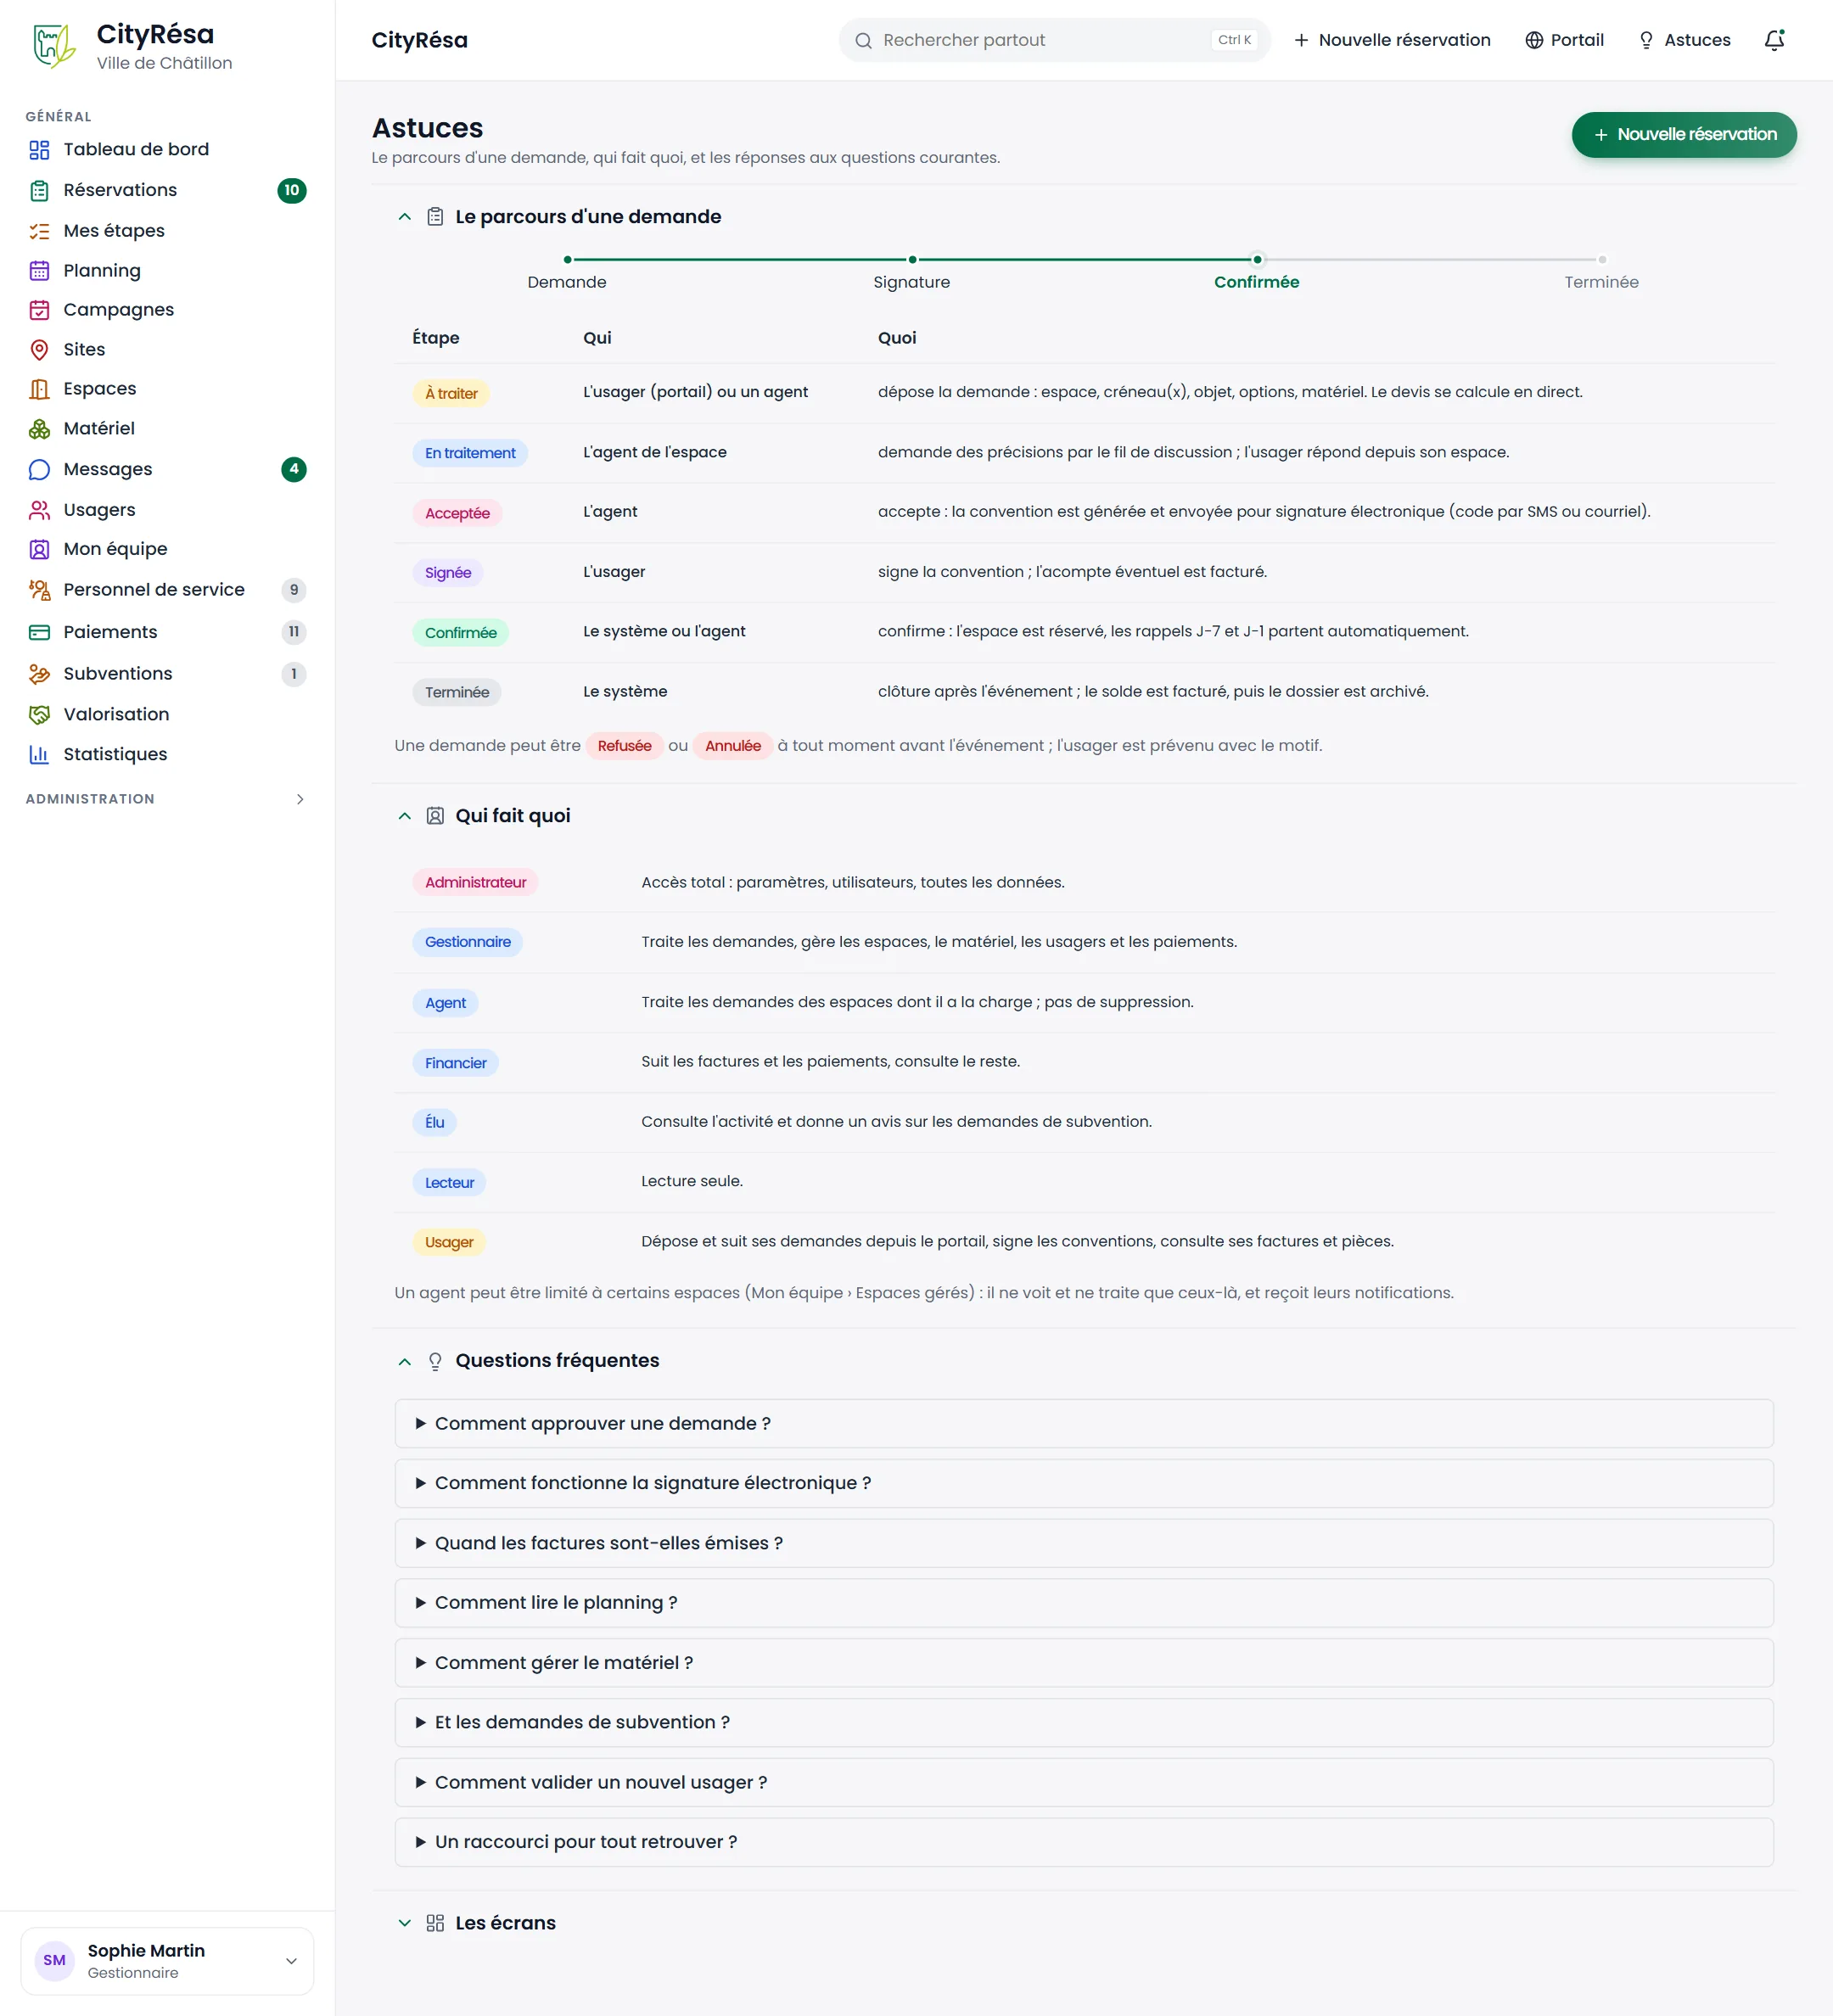 CityRésa
Ville de Châtillon
GÉNÉRAL
Tableau de bord
Réservations 10
Mes étapes
Planning
Campagnes
Sites
Espaces
Matériel
Messages 4
Usagers
Mon équipe
Personnel de service 9
Paiements 11
Subventions 1
Valorisation
Statistiques
ADMINISTRATION
SM
Sophie Martin
Gestionnaire
CityRésa
Rechercher partout Ctrl K
Nouvelle réservation
Portail
Astuces
Astuces
Le parcours d'une demande, qui fait quoi, et les réponses aux questions courantes.
Nouvelle réservation
Le parcours d'une demande
Demande Signature Confirmée Terminée
Étape Qui Quoi
À traiter L'usager (portail) ou un agent dépose la demande : espace, créneau(x), objet, options, matériel. Le devis se calcule en direct.
En traitement L'agent de l'espace demande des précisions par le fil de discussion ; l'usager répond depuis son espace.
Acceptée L'agent accepte : la convention est générée et envoyée pour signature électronique (code par SMS ou courriel).
Signée L'usager signe la convention ; l'acompte éventuel est facturé.
Confirmée Le système ou l'agent confirme : l'espace est réservé, les rappels J-7 et J-1 partent automatiquement.
Terminée Le système clôture après l'événement ; le solde est facturé, puis le dossier est archivé.
Une demande peut être Refusée ou Annulée à tout moment avant l'événement ; l'usager est prévenu avec le motif.
Qui fait quoi
Administrateur Accès total : paramètres, utilisateurs, toutes les données.
Gestionnaire Traite les demandes, gère les espaces, le matériel, les usagers et les paiements.
Agent Traite les demandes des espaces dont il a la charge ; pas de suppression.
Financier Suit les factures et les paiements, consulte le reste.
Élu Consulte l'activité et donne un avis sur les demandes de subvention.
Lecteur Lecture seule.
Usager Dépose et suit ses demandes depuis le portail, signe les conventions, consulte ses factures et pièces.
Un agent peut être limité à certains espaces (Mon équipe › Espaces gérés) : il ne voit et ne traite que ceux-là, et reçoit leurs notifications.
Questions fréquentes
Comment approuver une demande ?
Comment fonctionne la signature électronique ?
Quand les factures sont-elles émises ?
Comment lire le planning ?
Comment gérer le matériel ?
Et les demandes de subvention ?
Comment valider un nouvel usager ?
Un raccourci pour tout retrouver ?
Les écrans